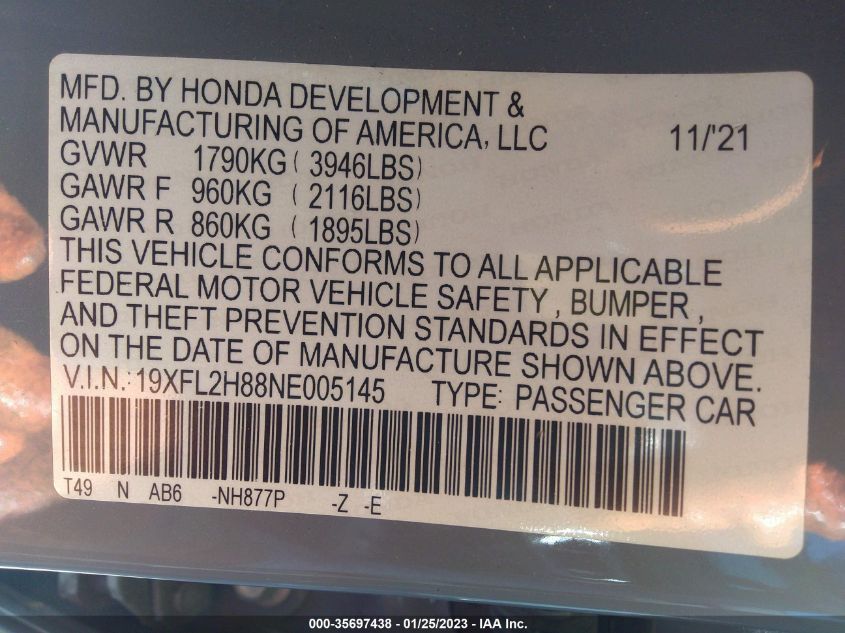 MFD. BY HONDA DEVELOPMENT &
MANUFACTURING OF AMERICA, LLC 11/'21
GVWR 1790KG ( 3946LBS)
GAWR F 960KG ( 2116LBS)
GAWR R 860KG ( 1895LBS)
THIS VEHICLE CONFORMS TO ALL APPLICABLE
FEDERAL MOTOR VEHICLE SAFETY , BUMPER ,
AND THEFT PREVENTION STANDARDS IN EFFECT
ON THE DATE OF MANUFACTURE SHOWN ABOVE.
V.I.N.: 19XFL2H88NE005145 TYPE: PASSENGER CAR
T49 N AB6 -NH877P -Z -E
000-35697438 - 01/25/2023 - IAA Inc.